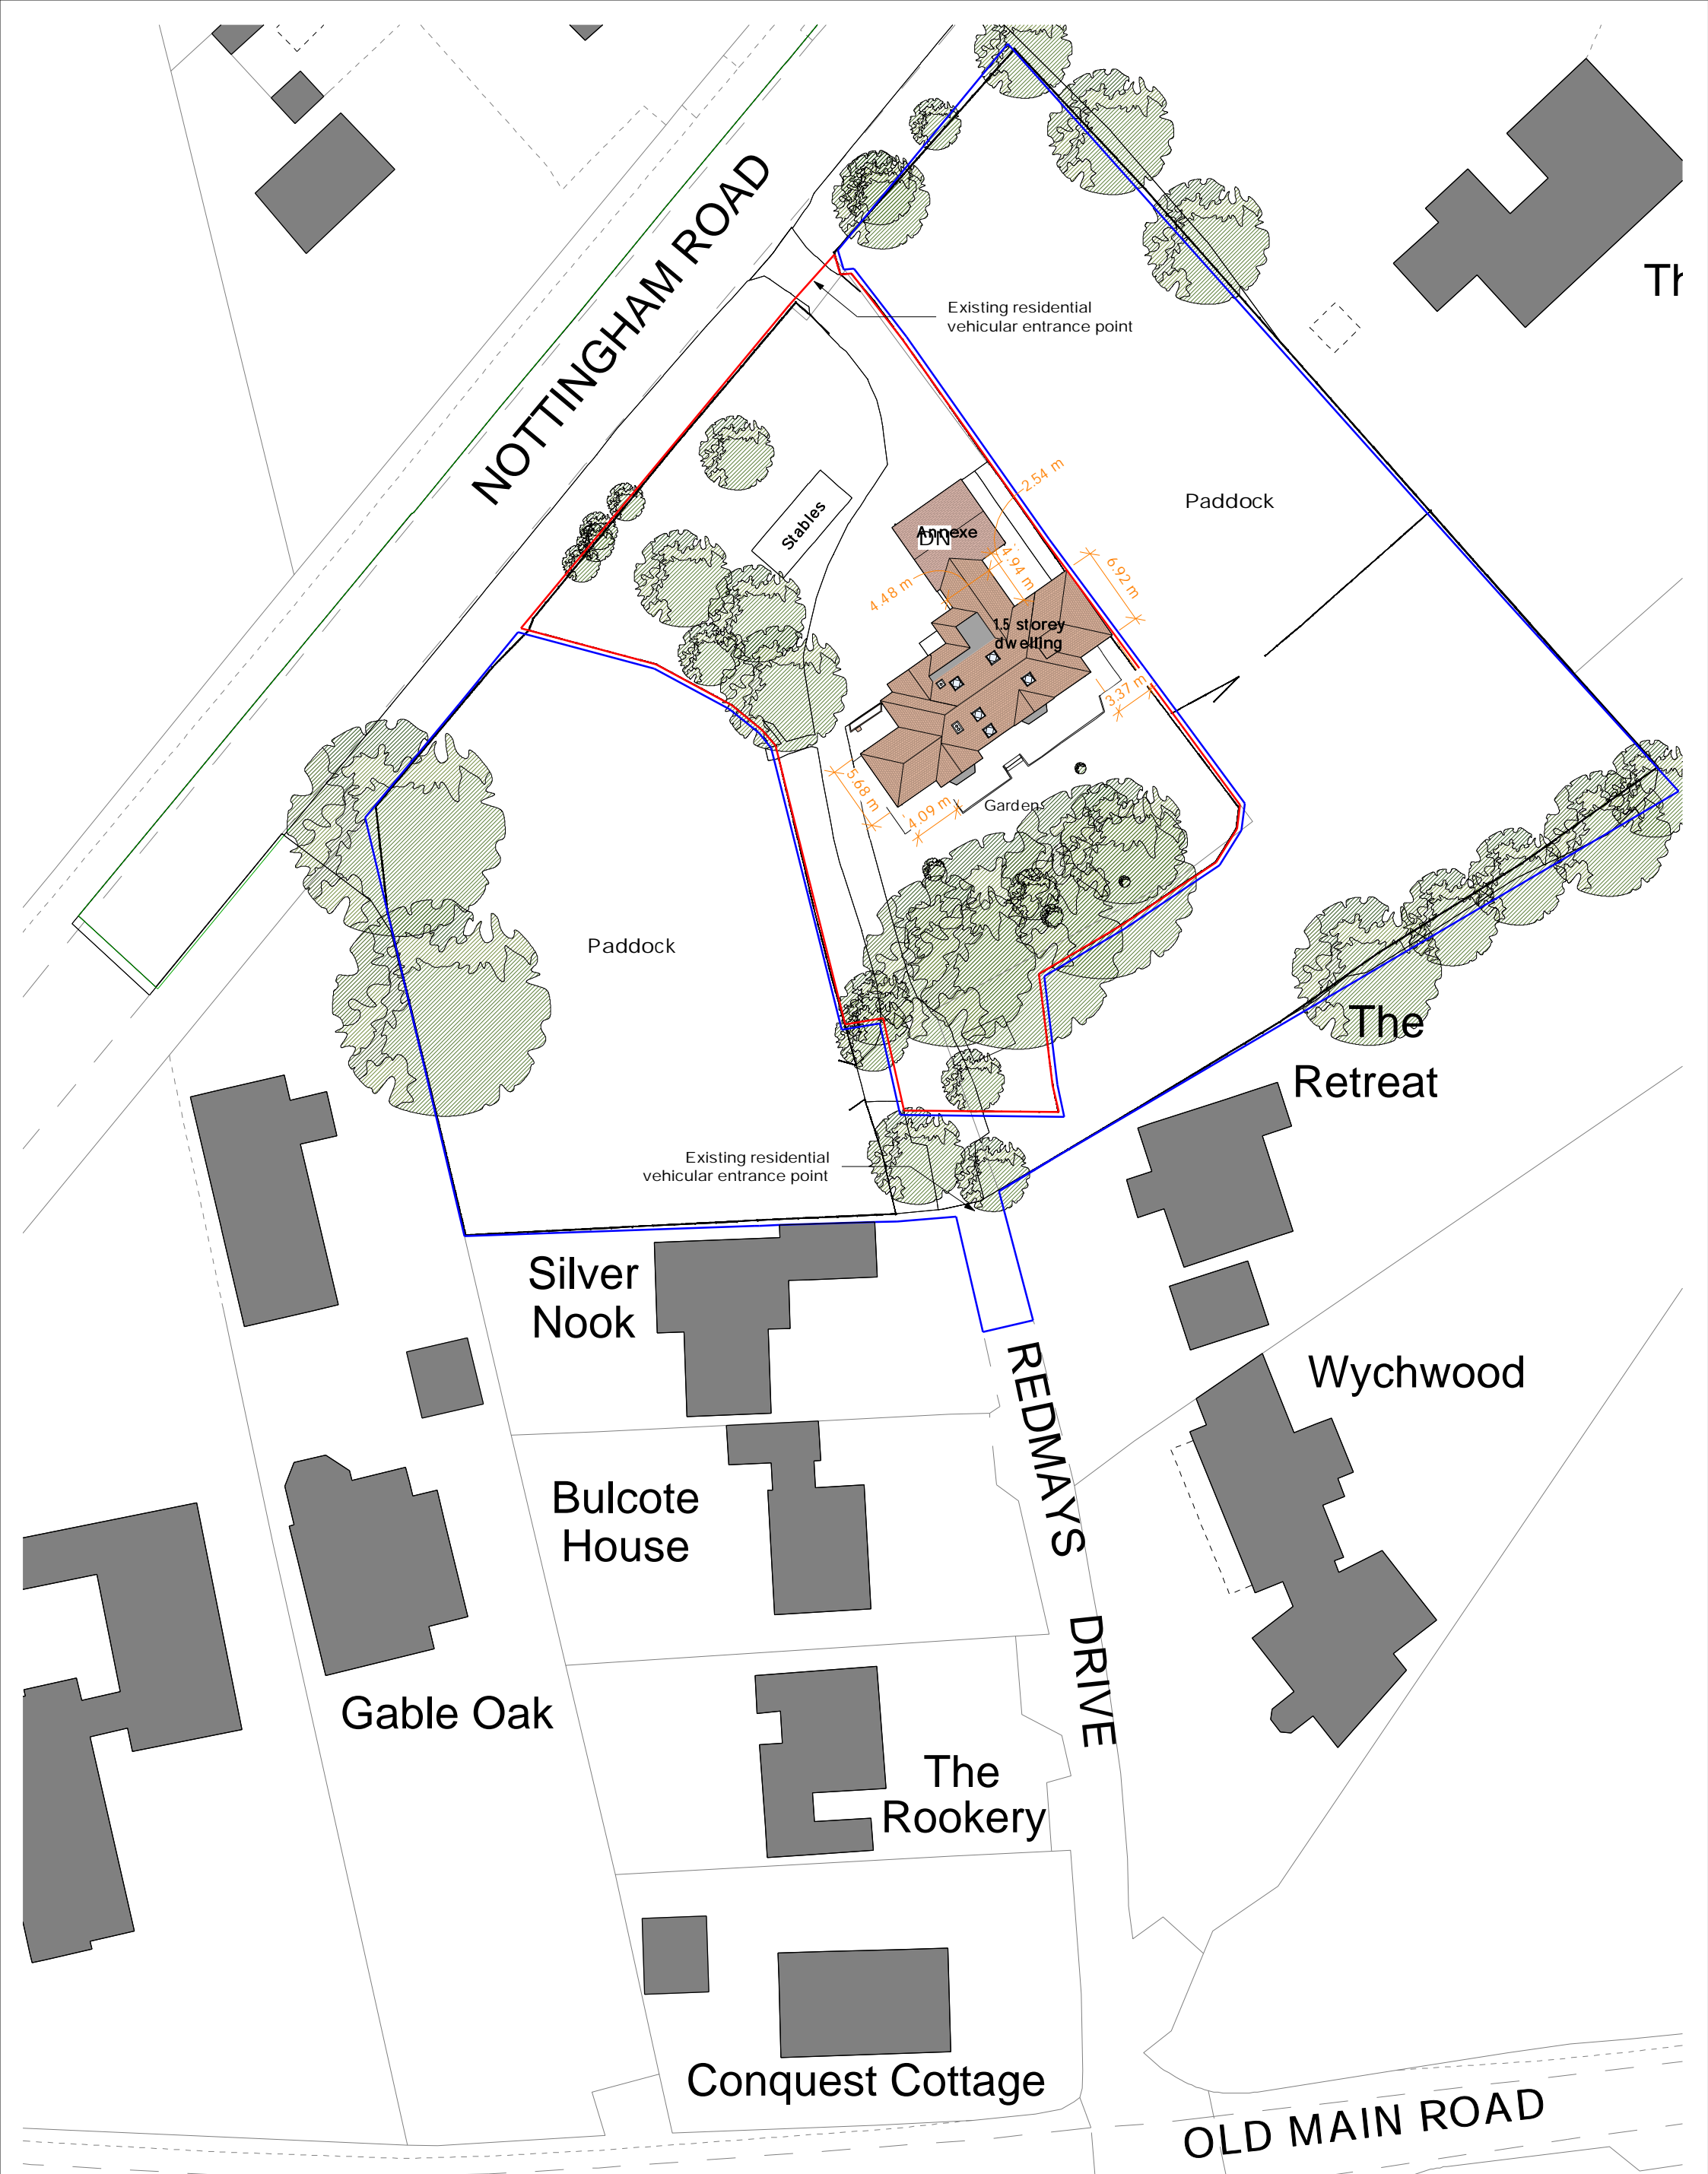 NOTTINGHAM ROAD
Th
Existing residential
vehicular entrance point
2.54 m
Paddock
Stables
Annexe
DN
4.94 m
6.92 m
4.48 m
1.5 storey
dwelling
3.37 m
5.68 m
4.09 m
Garden
Paddock
The
Retreat
Existing residential
vehicular entrance point
Silver
Nook
REDMAYS DRIVE
Wychwood
Bulcote
House
Gable Oak
The
Rookery
Conquest Cottage
OLD MAIN ROAD